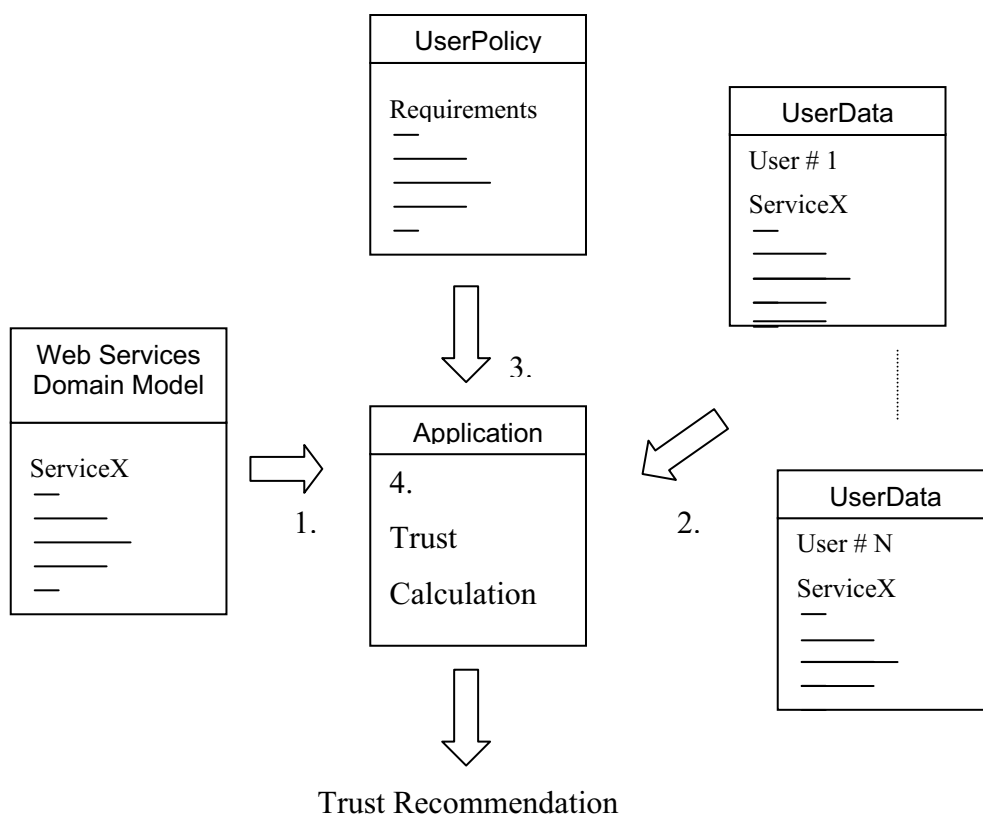 UserPolicy
Requirements
UserData
User # 1
ServiceX
Web Services
Domain Model
ServiceX
1.
3.
Application
4.
Trust
Calculation
2.
UserData
User # N
ServiceX
Trust Recommendation